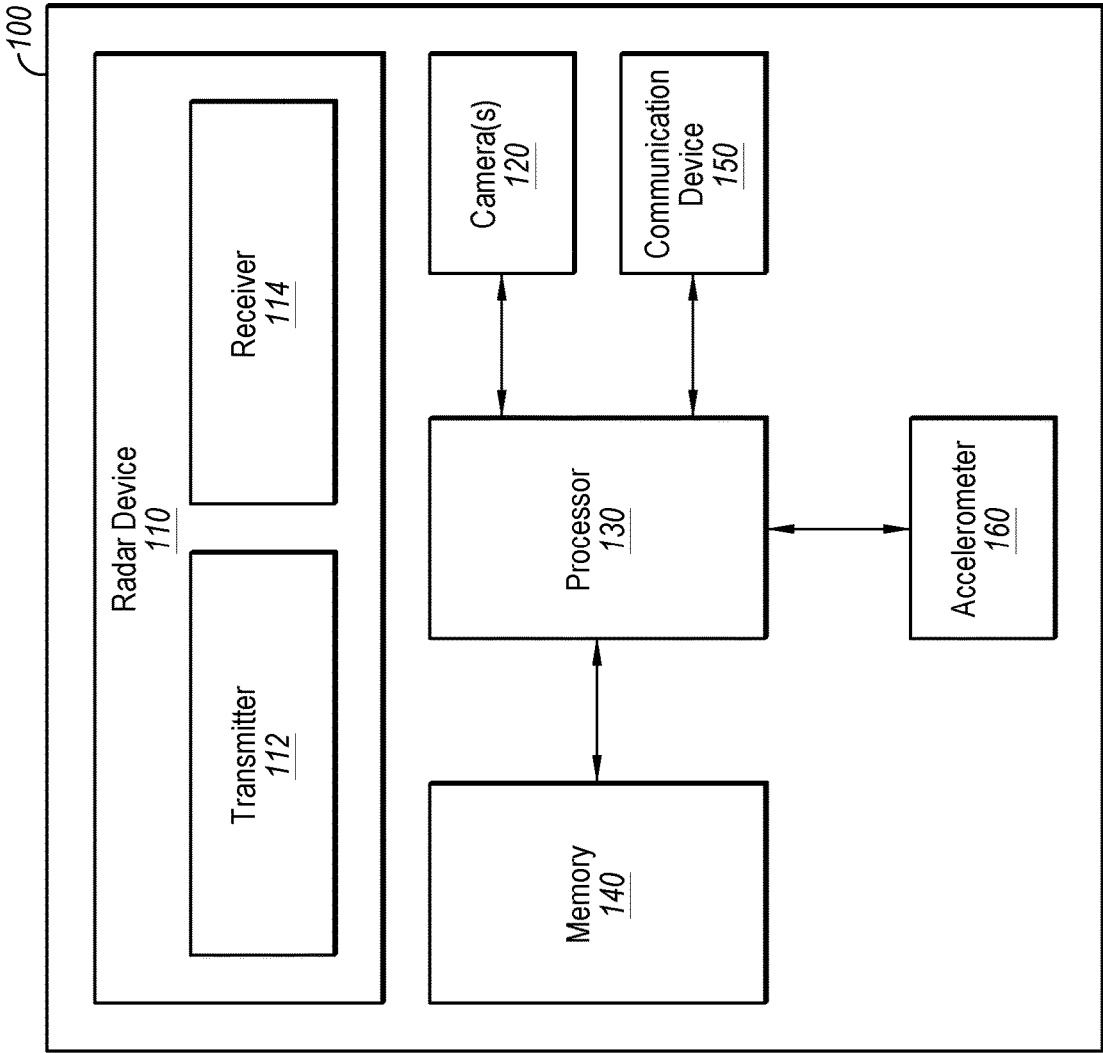 100
Radar Device
110
Transmitter
112
Receiver
114
Memory
140
Processor
130
Camera(s)
120
Communication
Device
150
Accelerometer
160